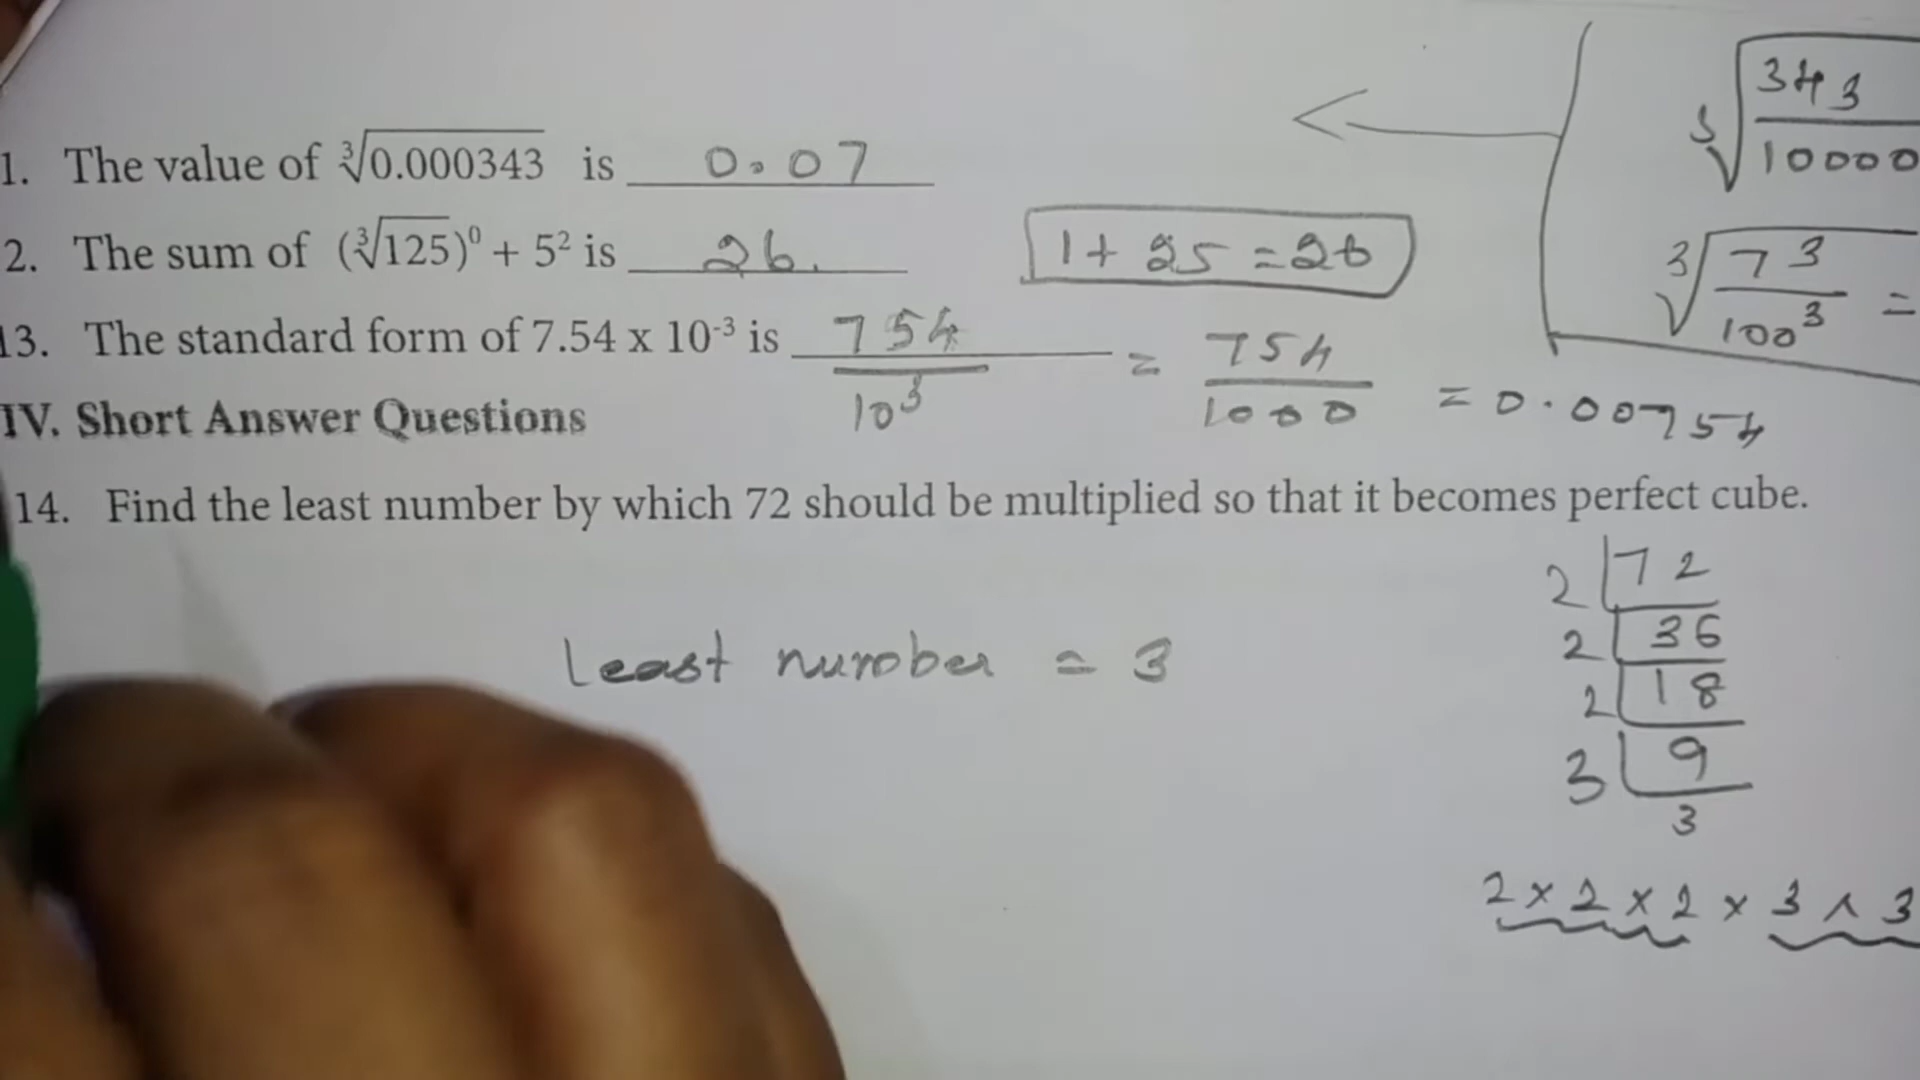 1. The value of ∛0.000343 is 0.07
∛343/10000
2. The sum of (∛125)⁰ + 5² is 26.
1 + 25 = 26
∛7³/100³ =
13. The standard form of 7.54 x 10⁻³ is 754/10³ = 754/1000 = 0.00754
IV. Short Answer Questions
14. Find the least number by which 72 should be multiplied so that it becomes perfect cube.
2 | 72
2 | 36
Least number = 3
2 | 18
3 | 9
3
2 × 2 × 2 × 3 × 3